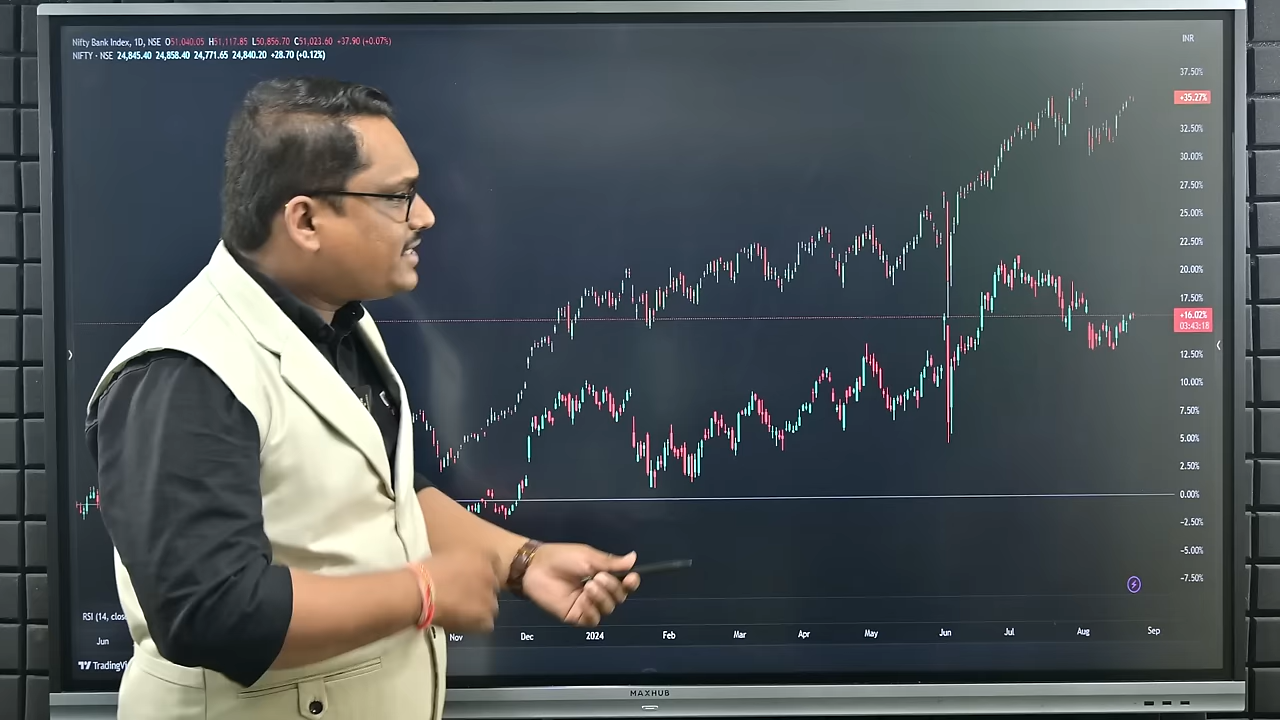 Nifty Bank Index, 1D, NSE O51,040.05 H51,117.85 L50,856.70 C51,023.60 +37.90 (+0.07%)
NIFTY · NSE 24,845.40 24,858.40 24,771.65 24,840.20 +28.70 (+0.12%)
INR
37.50%
+35.27%
32.50%
30.00%
27.50%
25.00%
22.50%
20.00%
17.50%
+16.02%
03:43:18
12.50%
10.00%
7.50%
5.00%
2.50%
0.00%
-2.50%
-5.00%
-7.50%
RSI (14, close
Jun Nov Dec 2024 Feb Mar Apr May Jun Jul Aug Sep
TradingVi
MAXHUB